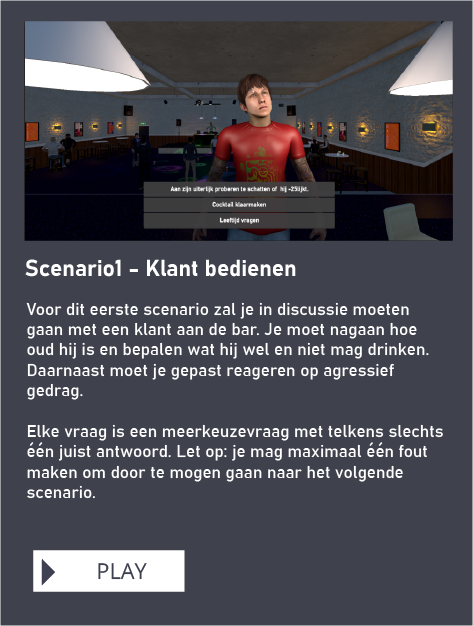 Aan zijn uiterlijk proberen te schatten of hij -25lijkt.
Cocktail klaarmaken
Leeftijd vragen
Scenario1 - Klant bedienen
Voor dit eerste scenario zal je in discussie moeten
gaan met een klant aan de bar. Je moet nagaan hoe
oud hij is en bepalen wat hij wel en niet mag drinken.
Daarnaast moet je gepast reageren op agressief
gedrag.
Elke vraag is een meerkeuzevraag met telkens slechts
één juist antwoord. Let op: je mag maximaal één fout
maken om door te mogen gaan naar het volgende
scenario.
PLAY